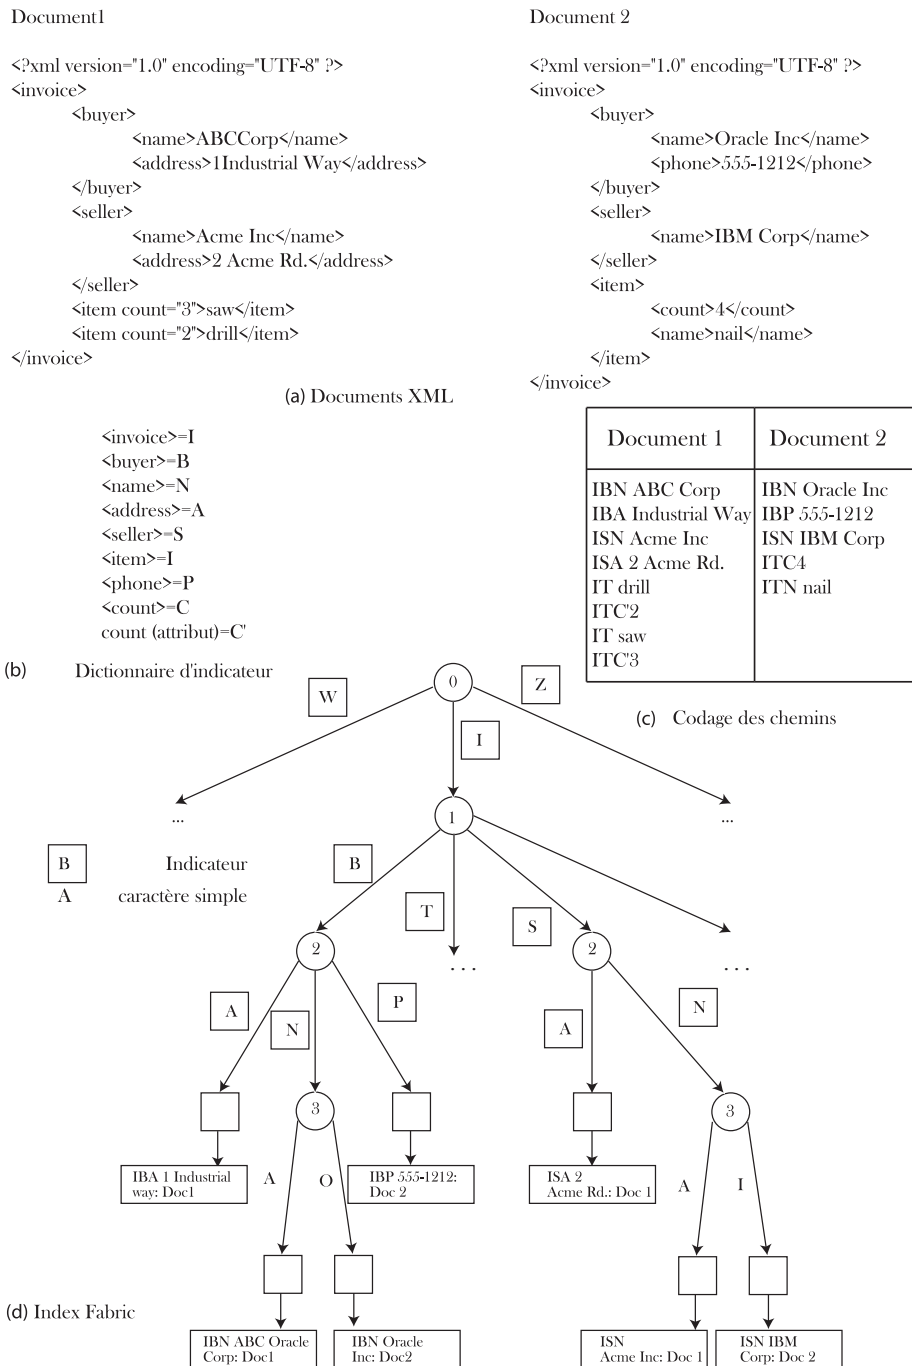 Document1
<?xml version="1.0" encoding="UTF-8" ?>
<invoice>
<buyer>
<name>ABCCorp</name>
<address>1Industrial Way</address>
</buyer>
<seller>
<name>Acme Inc</name>
<address>2 Acme Rd.</address>
</seller>
<item count="3">saw</item>
<item count="2">drill</item>
</invoice>
Document 2
<?xml version="1.0" encoding="UTF-8" ?>
<invoice>
<buyer>
<name>Oracle Inc</name>
<phone>555-1212</phone>
</buyer>
<seller>
<name>IBM Corp</name>
</seller>
<item>
<count>4</count>
<name>nail</name>
</item>
</invoice>
(a) Documents XML
<invoice>=I
<buyer>=B
<name>=N
<address>=A
<seller>=S
<item>=I
<phone>=P
<count>=C
count (attribut)=C'
(b) Dictionnaire d'indicateur
Document 1
IBN ABC Corp
IBA Industrial Way
ISN Acme Inc
ISA 2 Acme Rd.
IT drill
ITC'2
IT saw
ITC'3
Document 2
IBN Oracle Inc
IBP 555-1212
ISN IBM Corp
ITC4
ITN nail
(c) Codage des chemins
0
W
Z
I
...
...
1
B Indicateur
A caractère simple
B
T
S
2
...
2
...
A
N
P
A
N
3
3
IBA 1 Industrial
way: Doc1
A
O
IBP 555-1212:
Doc 2
ISA 2
Acme Rd.: Doc 1
A
I
(d) Index Fabric
IBN ABC Oracle
Corp: Doc1
IBN Oracle
Inc: Doc2
ISN
Acme Inc: Doc 1
ISN IBM
Corp: Doc 2